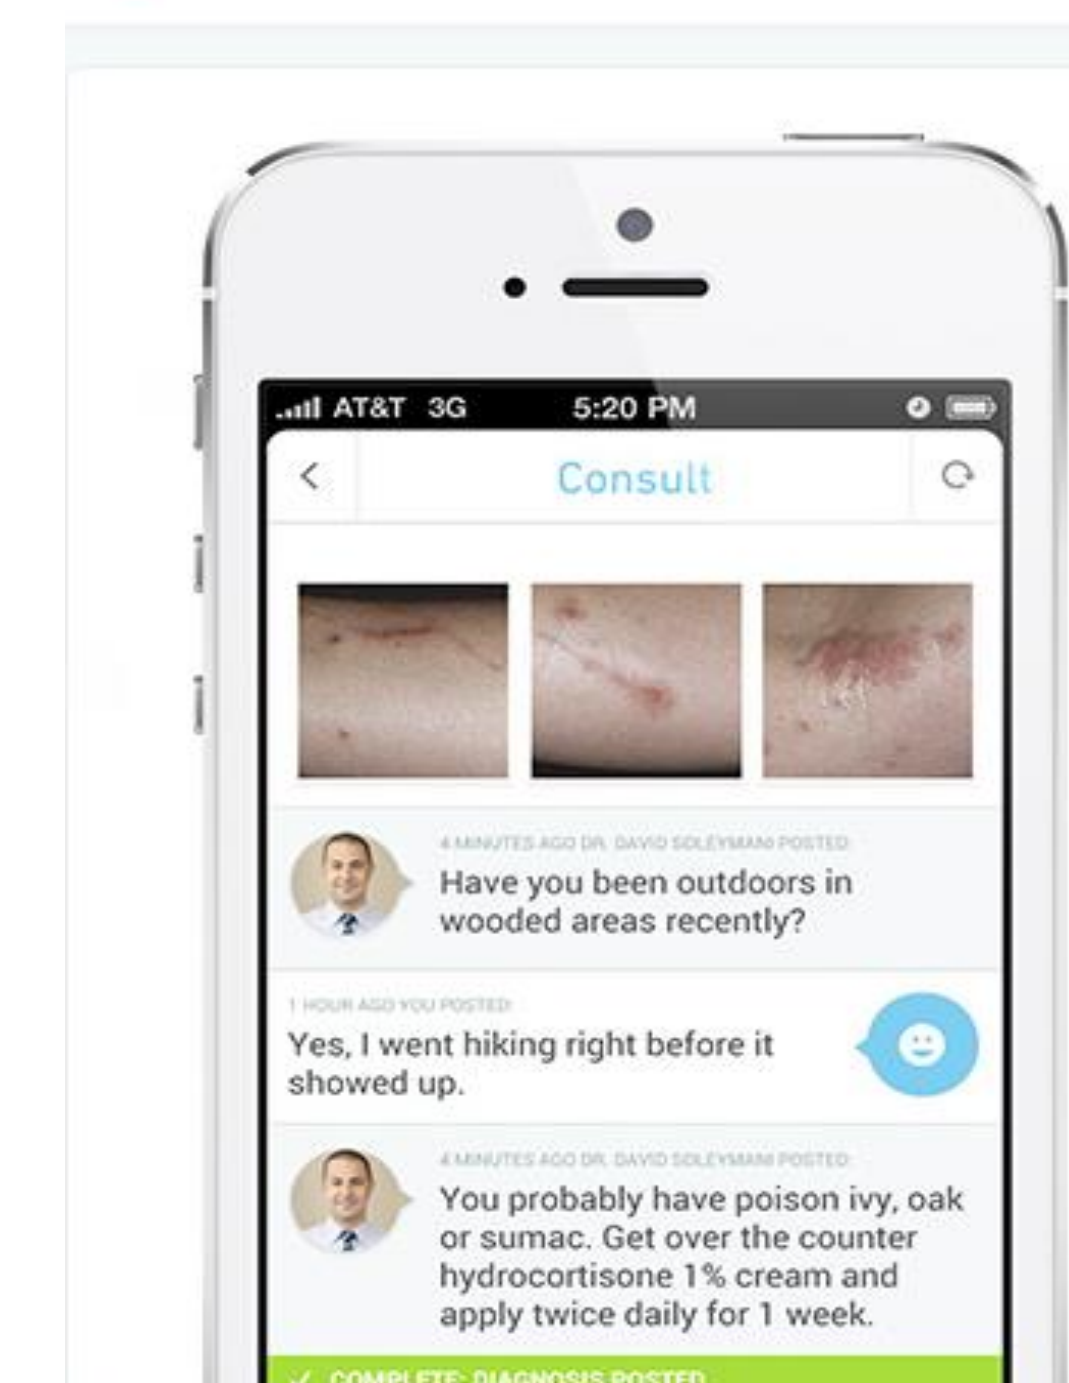 AT&T 3G 5:20 PM
Consult
4 MINUTES AGO DR. DAVID SOLEYMANI POSTED:
Have you been outdoors in
wooded areas recently?
1 HOUR AGO YOU POSTED:
Yes, I went hiking right before it
showed up.
4 MINUTES AGO DR. DAVID SOLEYMANI POSTED:
You probably have poison ivy, oak
or sumac. Get over the counter
hydrocortisone 1% cream and
apply twice daily for 1 week.
COMPLETE: DIAGNOSIS POSTED